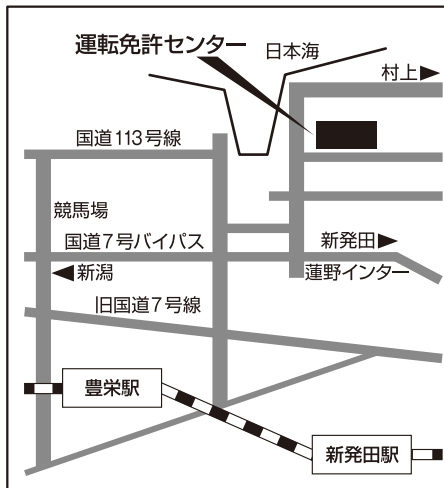 運転免許センター
日本海
村上▶
国道113号線
競馬場
国道7号バイパス
新発田▶
◀新潟
蓮野インター
旧国道7号線
豊栄駅
新発田駅